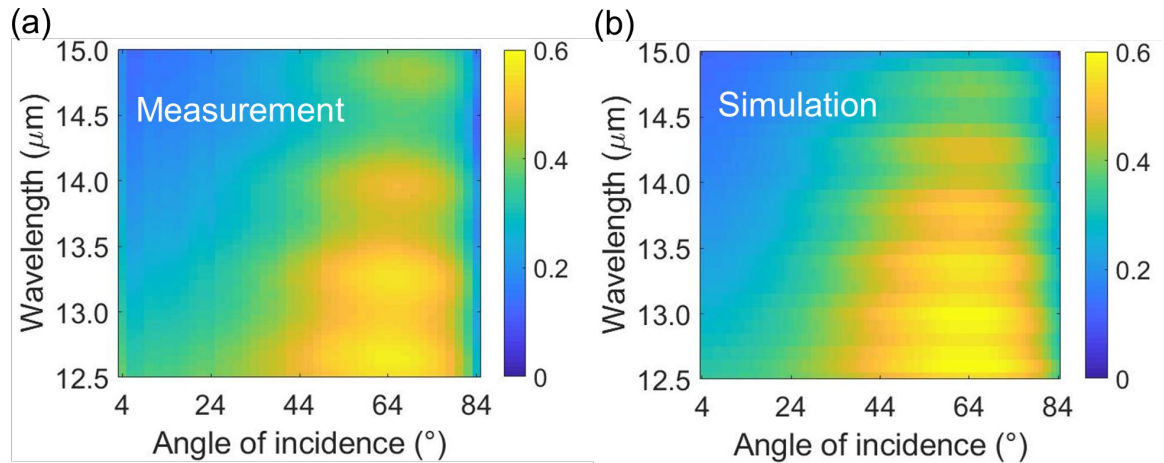 (a)
Measurement
Wavelength (μm)
15.0
14.5
14.0
13.5
13.0
12.5
4 24 44 64 84
Angle of incidence (°)
0.6
0.4
0.2
0
(b)
Simulation
Wavelength (μm)
15.0
14.5
14.0
13.5
13.0
12.5
4 24 44 64 84
Angle of incidence (°)
0.6
0.4
0.2
0